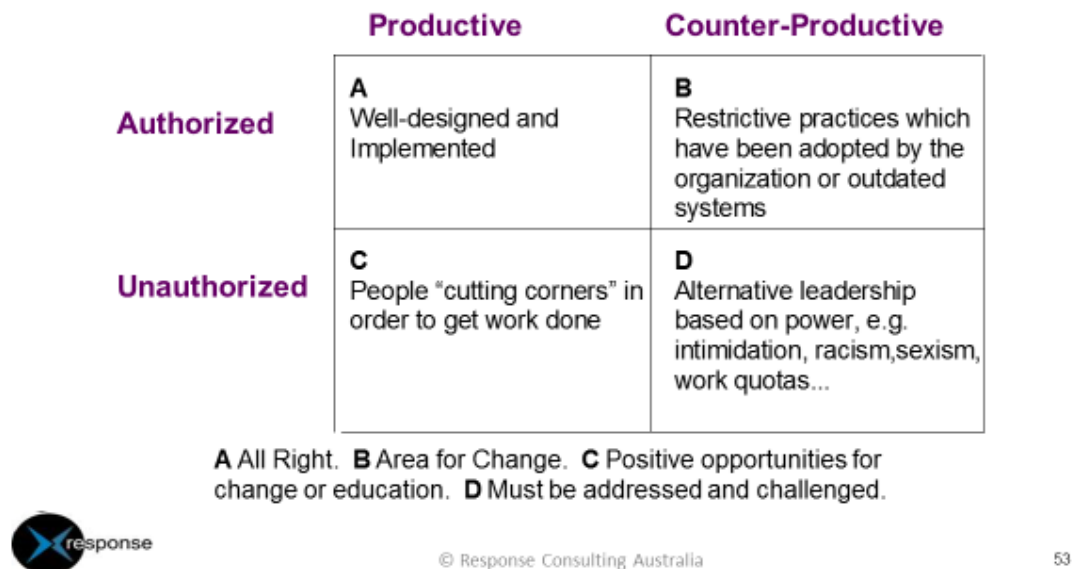 Productive
Counter-Productive
Authorized
A
Well-designed and
Implemented
B
Restrictive practices which
have been adopted by the
organization or outdated
systems
Unauthorized
C
People “cutting corners” in
order to get work done
D
Alternative leadership
based on power, e.g.
intimidation, racism,sexism,
work quotas...
A All Right. B Area for Change. C Positive opportunities for
change or education. D Must be addressed and challenged.
response
© Response Consulting Australia
53